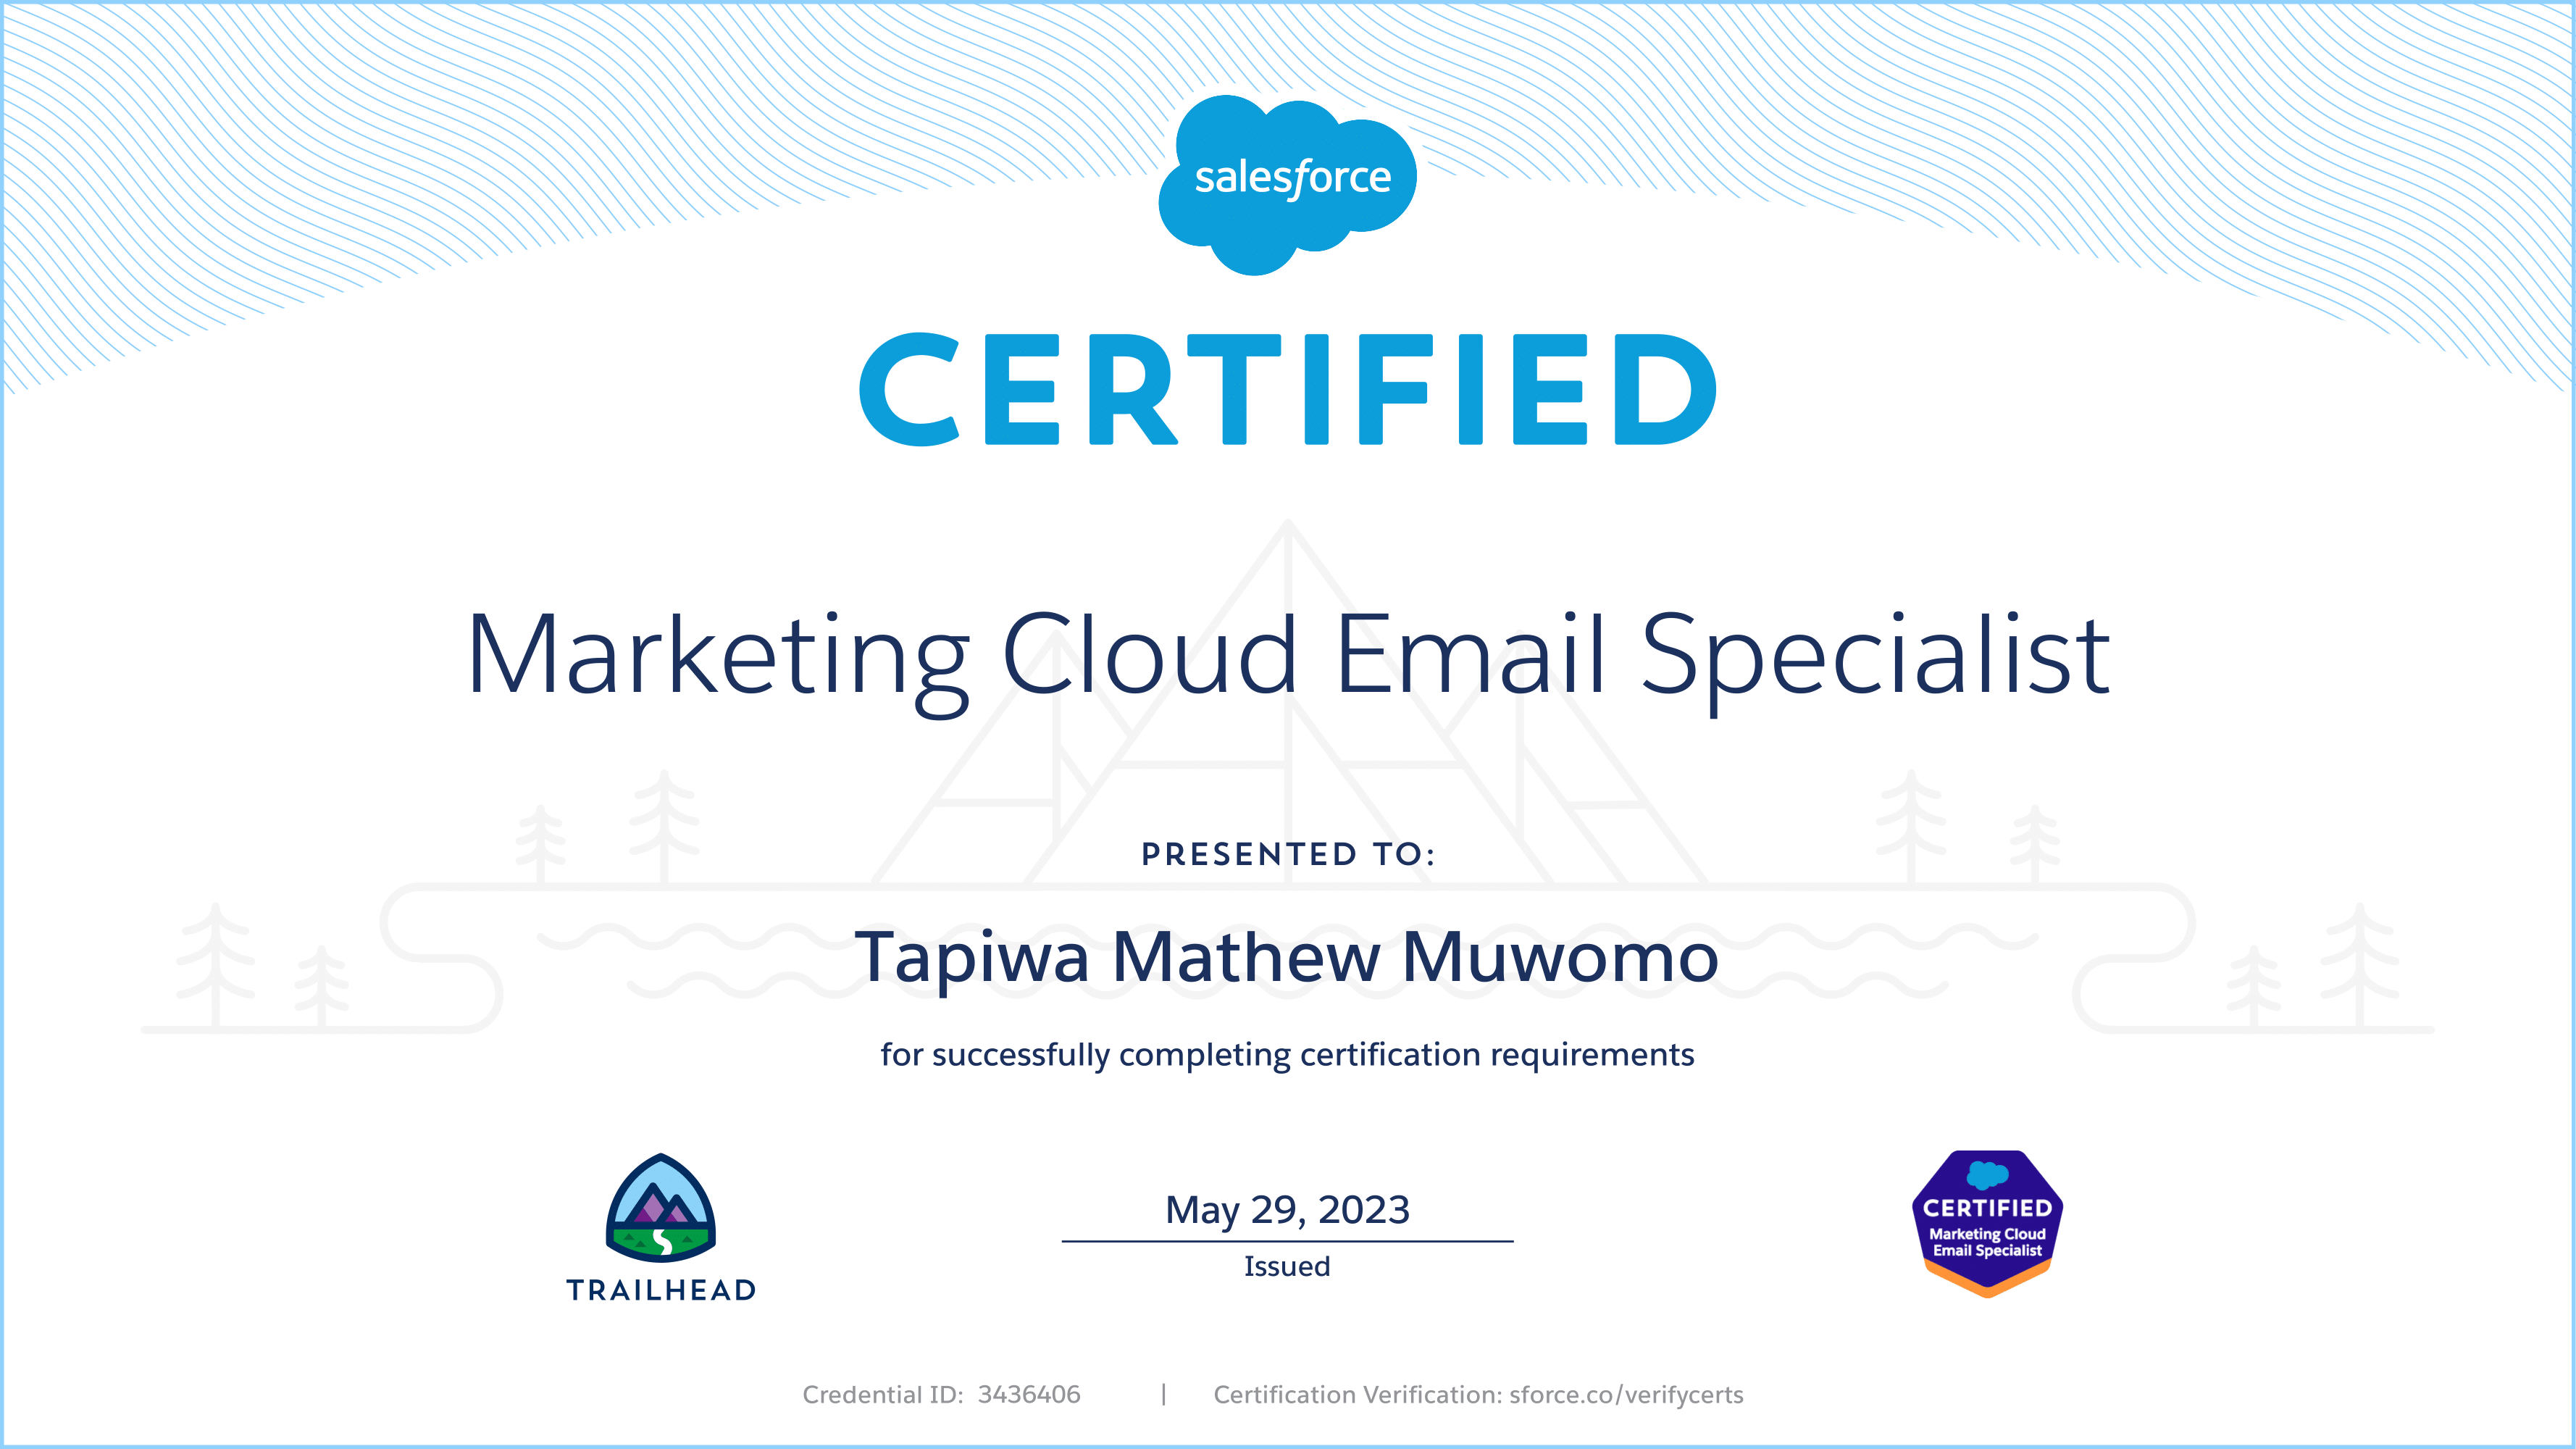 salesforce
CERTIFIED
Marketing Cloud Email Specialist
PRESENTED TO:
Tapiwa Mathew Muwomo
for successfully completing certification requirements
TRAILHEAD
May 29, 2023
Issued
CERTIFIED
Marketing Cloud
Email Specialist
Credential ID: 3436406 | Certification Verification: sforce.co/verifycerts